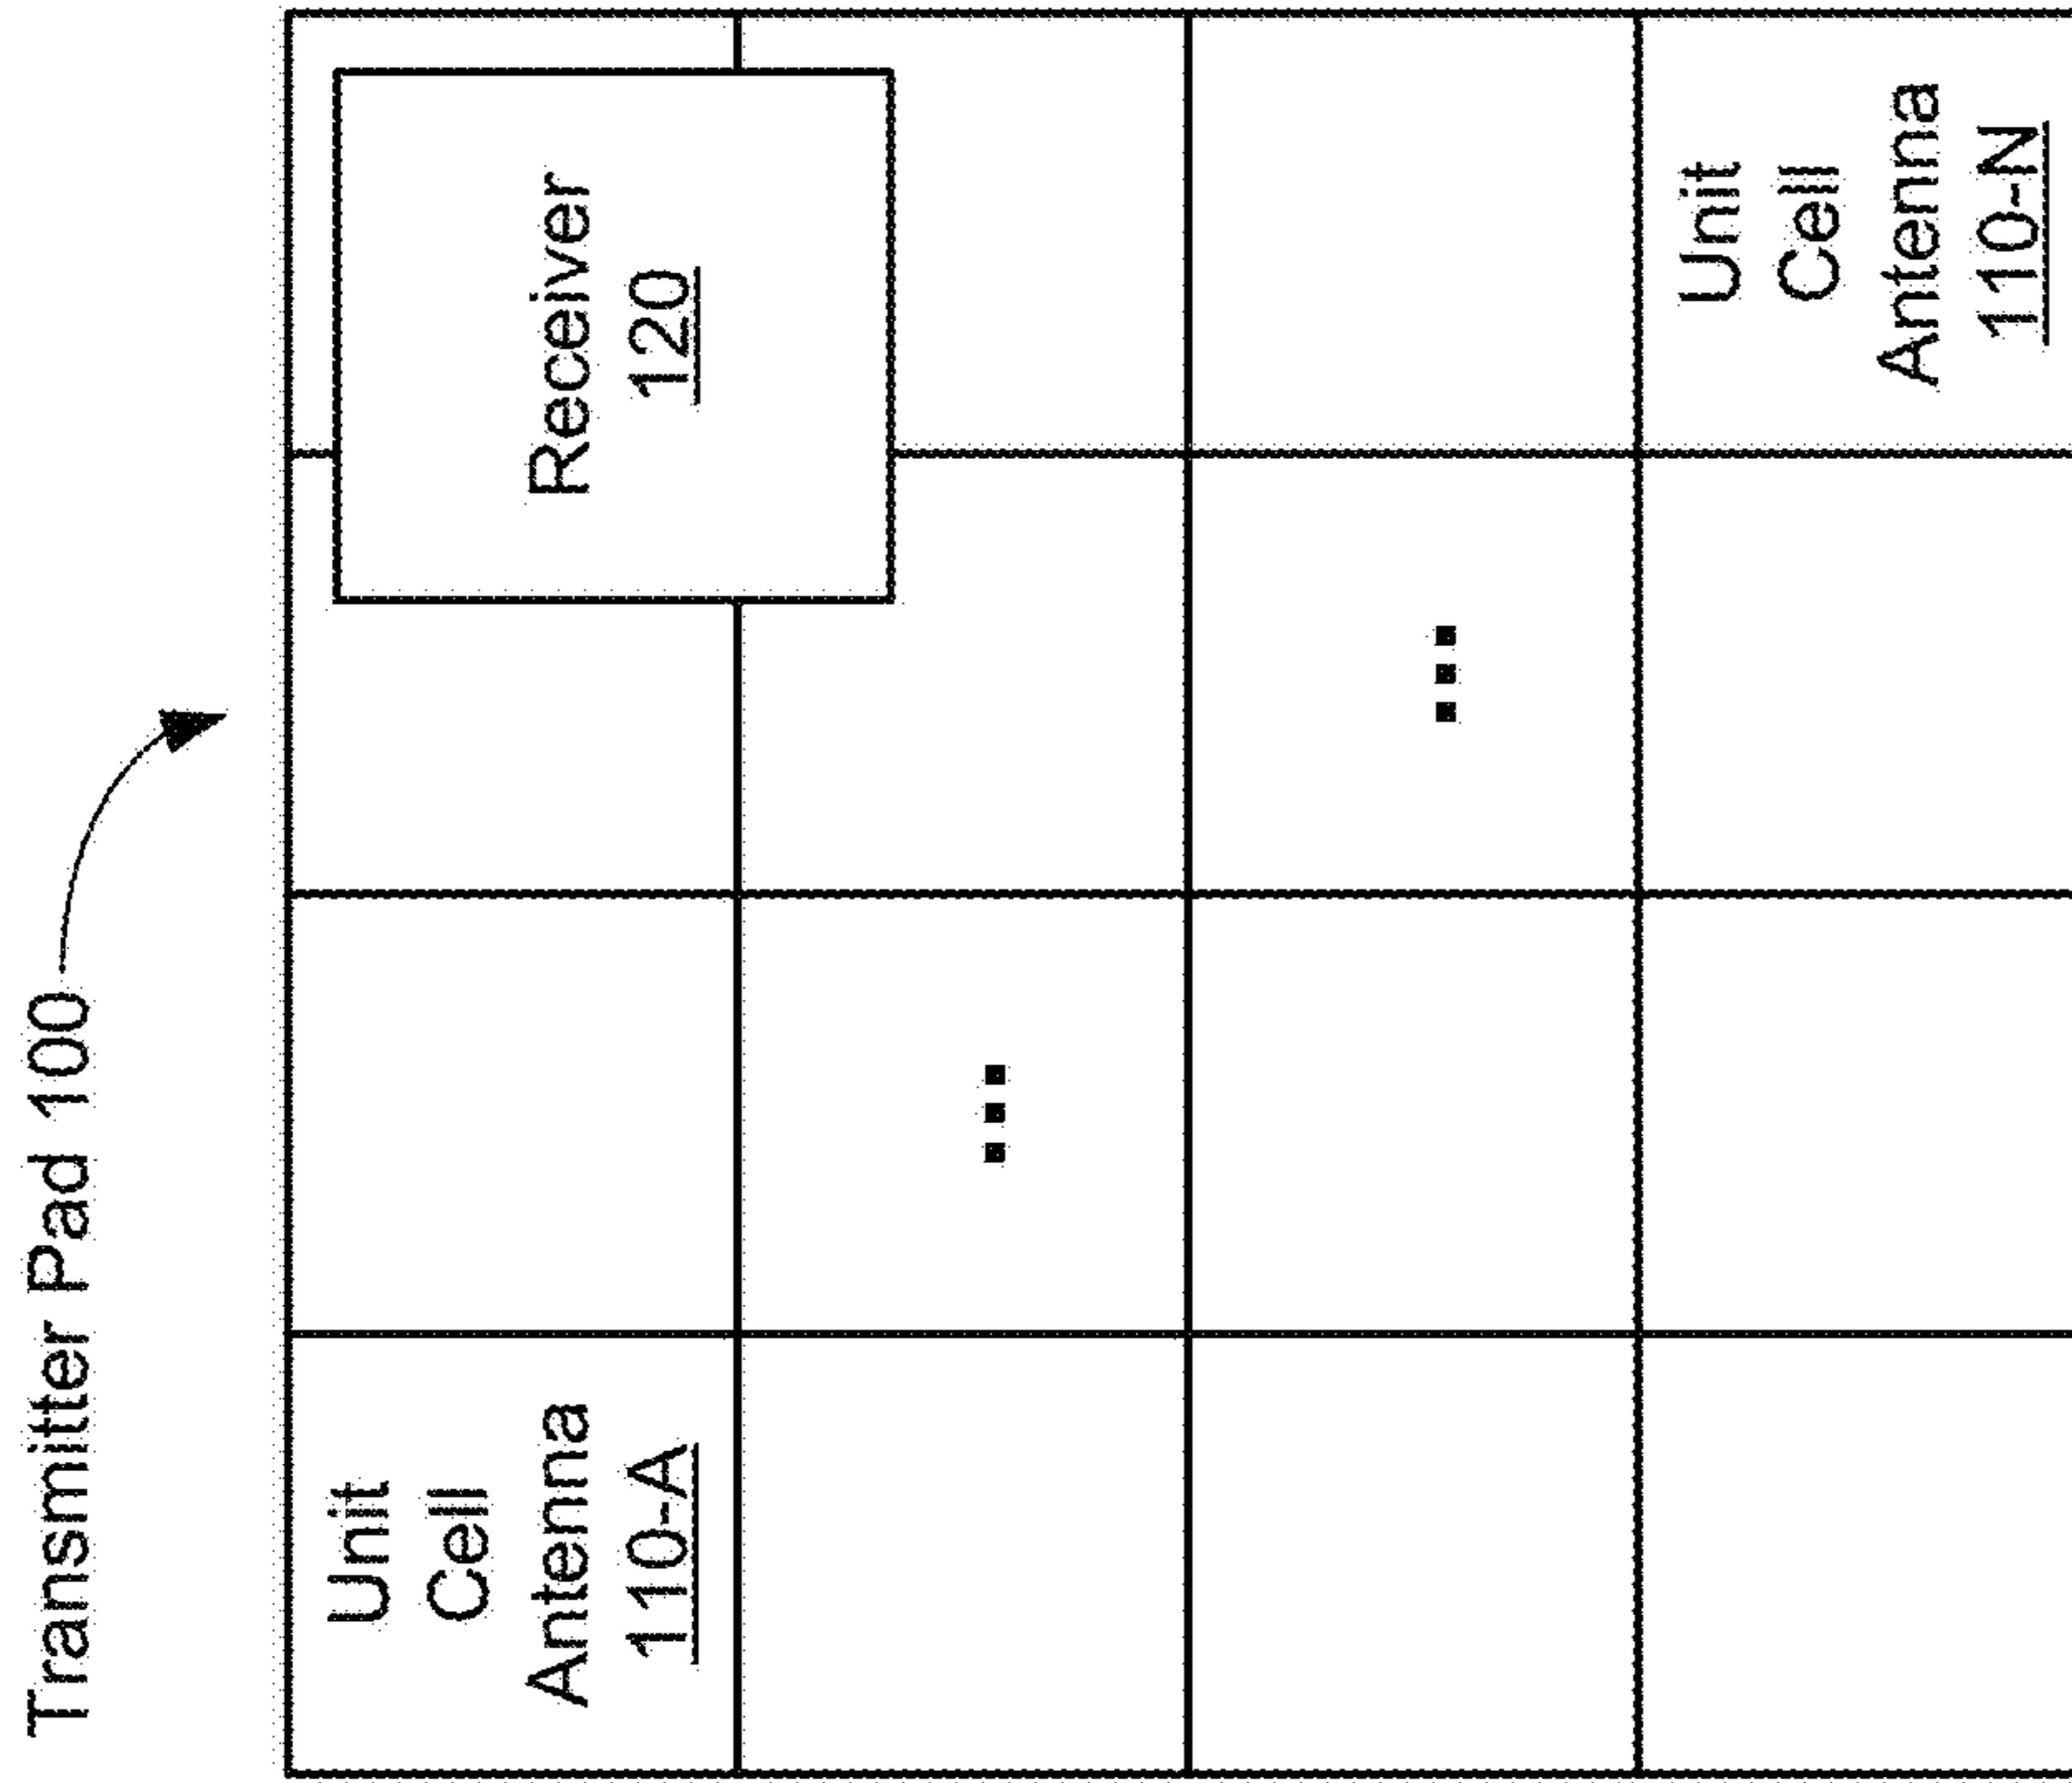 Transmitter Pad 100
Unit
Cell
Antenna
110-A
Receiver
120
Unit
Cell
Antenna
110-N